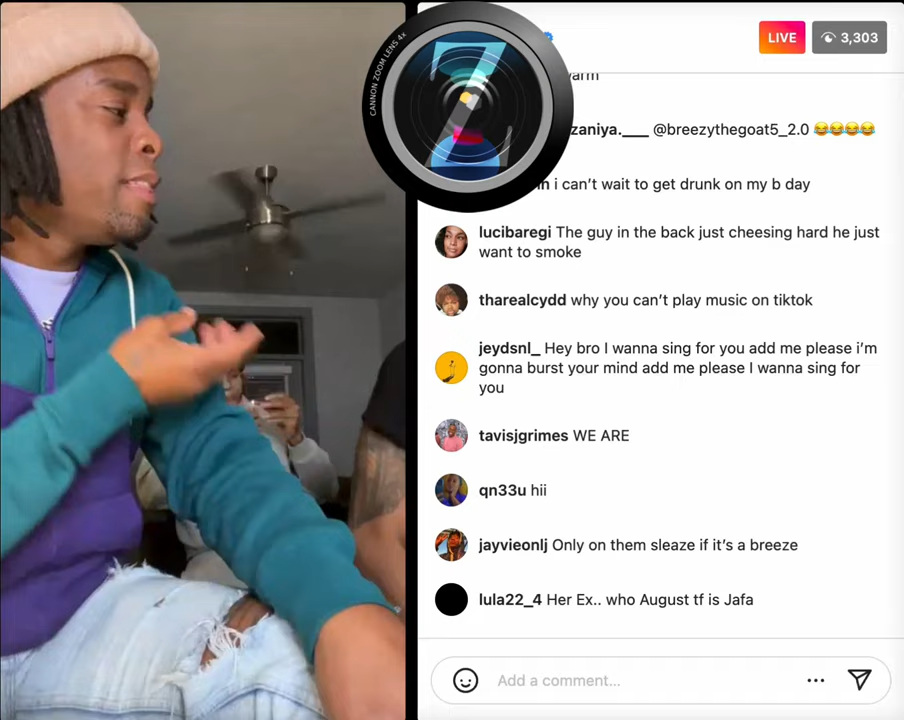 CANNON ZOOM LENS 4x
LIVE
3,303
arm
zaniya.___ @breezythegoat5_2.0 😂😂😂😂
i can't wait to get drunk on my b day
lucibaregi The guy in the back just cheesing hard he just
want to smoke
tharealcydd why you can't play music on tiktok
jeydsnl_ Hey bro I wanna sing for you add me please i'm
gonna burst your mind add me please I wanna sing for
you
tavisjgrimes WE ARE
qn33u hii
jayvieonlj Only on them sleaze if it's a breeze
lula22_4 Her Ex.. who August tf is Jafa
Add a comment...